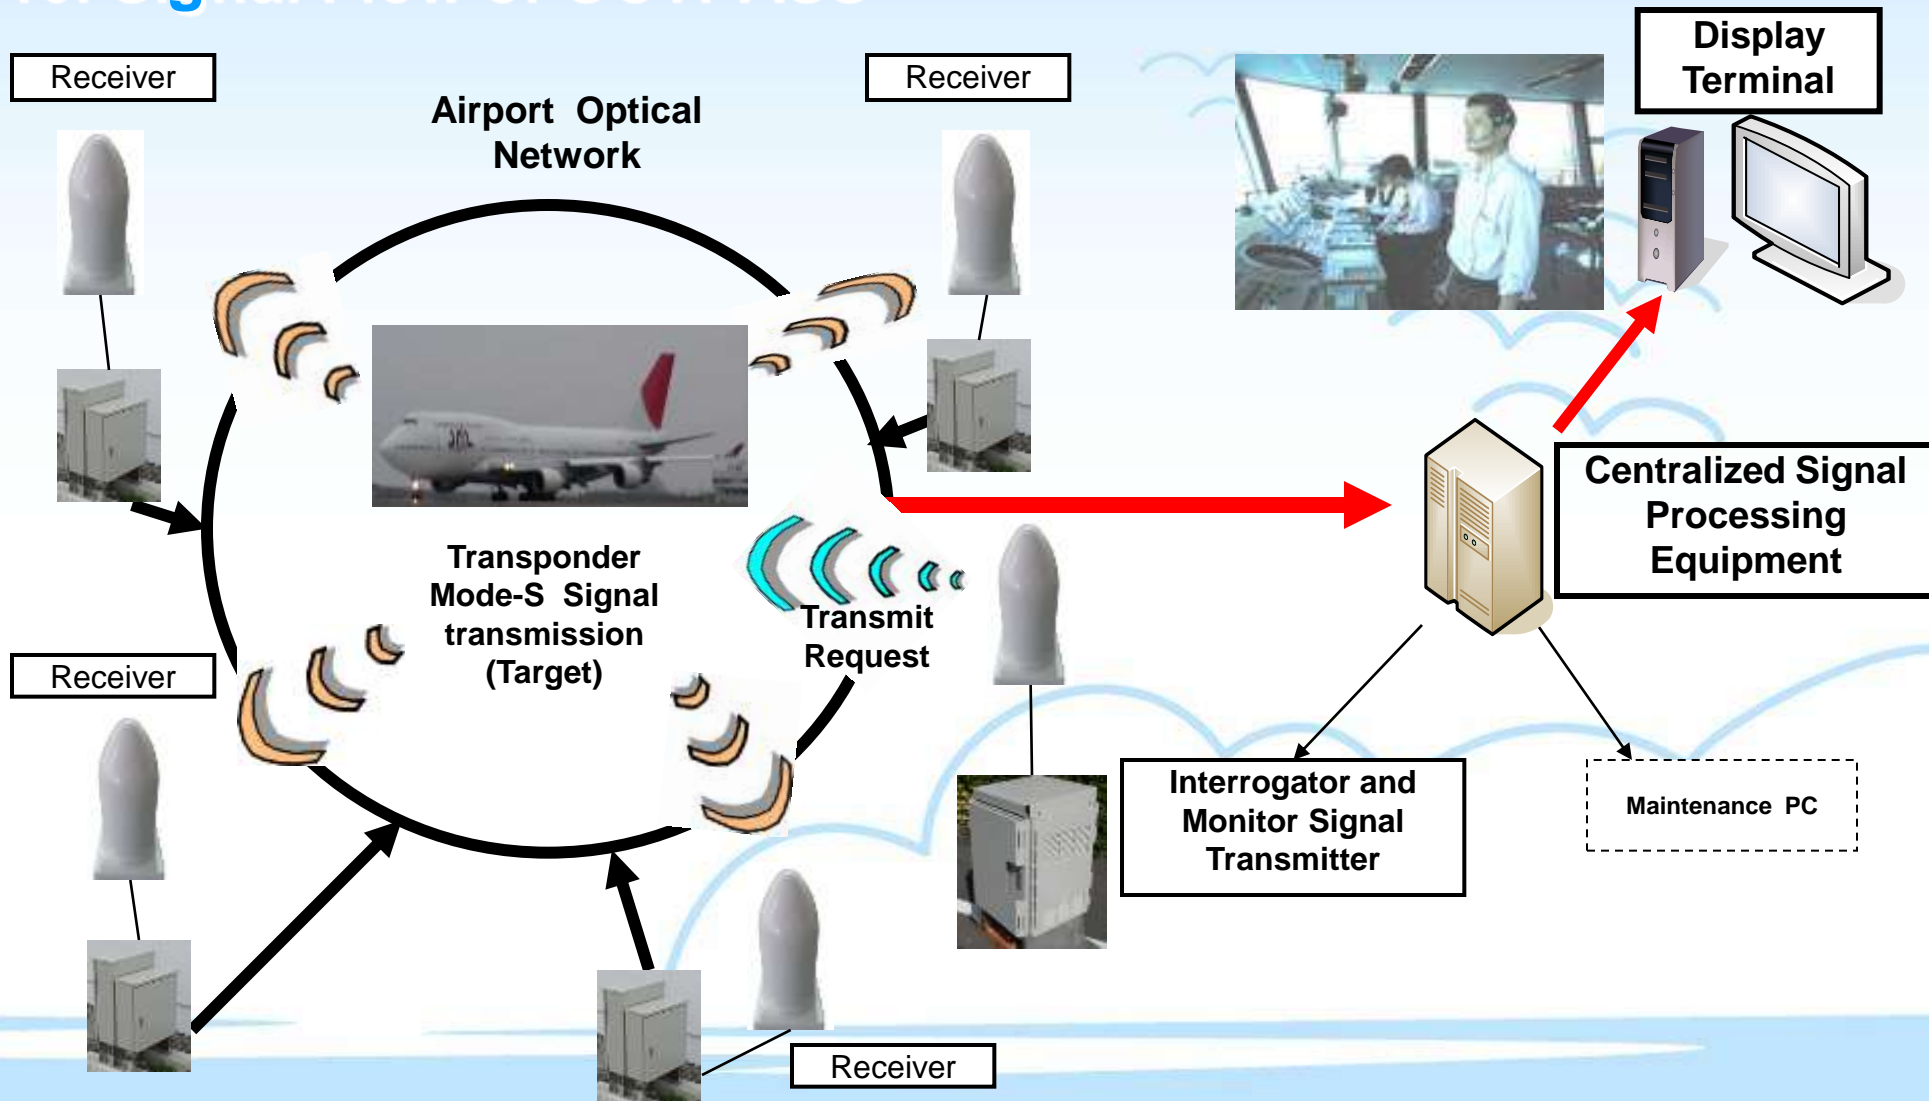 Receiver
Receiver
Airport Optical
Network
Display
Terminal
Transponder
Mode-S Signal
transmission
(Target)
Transmit
Request
Centralized Signal
Processing
Equipment
Receiver
Interrogator and
Monitor Signal
Transmitter
Maintenance PC
Receiver